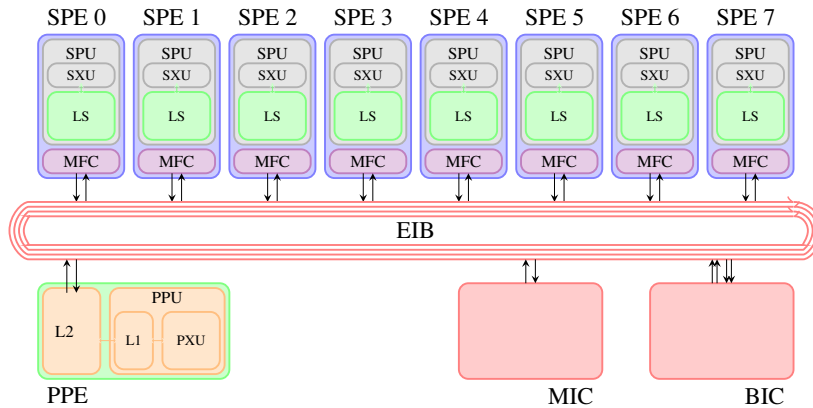 SPE 0 SPE 1 SPE 2 SPE 3 SPE 4 SPE 5 SPE 6 SPE 7
SPU SPU SPU SPU SPU SPU SPU SPU
SXU SXU SXU SXU SXU SXU SXU SXU
LS LS LS LS LS LS LS LS
MFC MFC MFC MFC MFC MFC MFC MFC
EIB
PPU
L2 L1 PXU
PPE MIC BIC